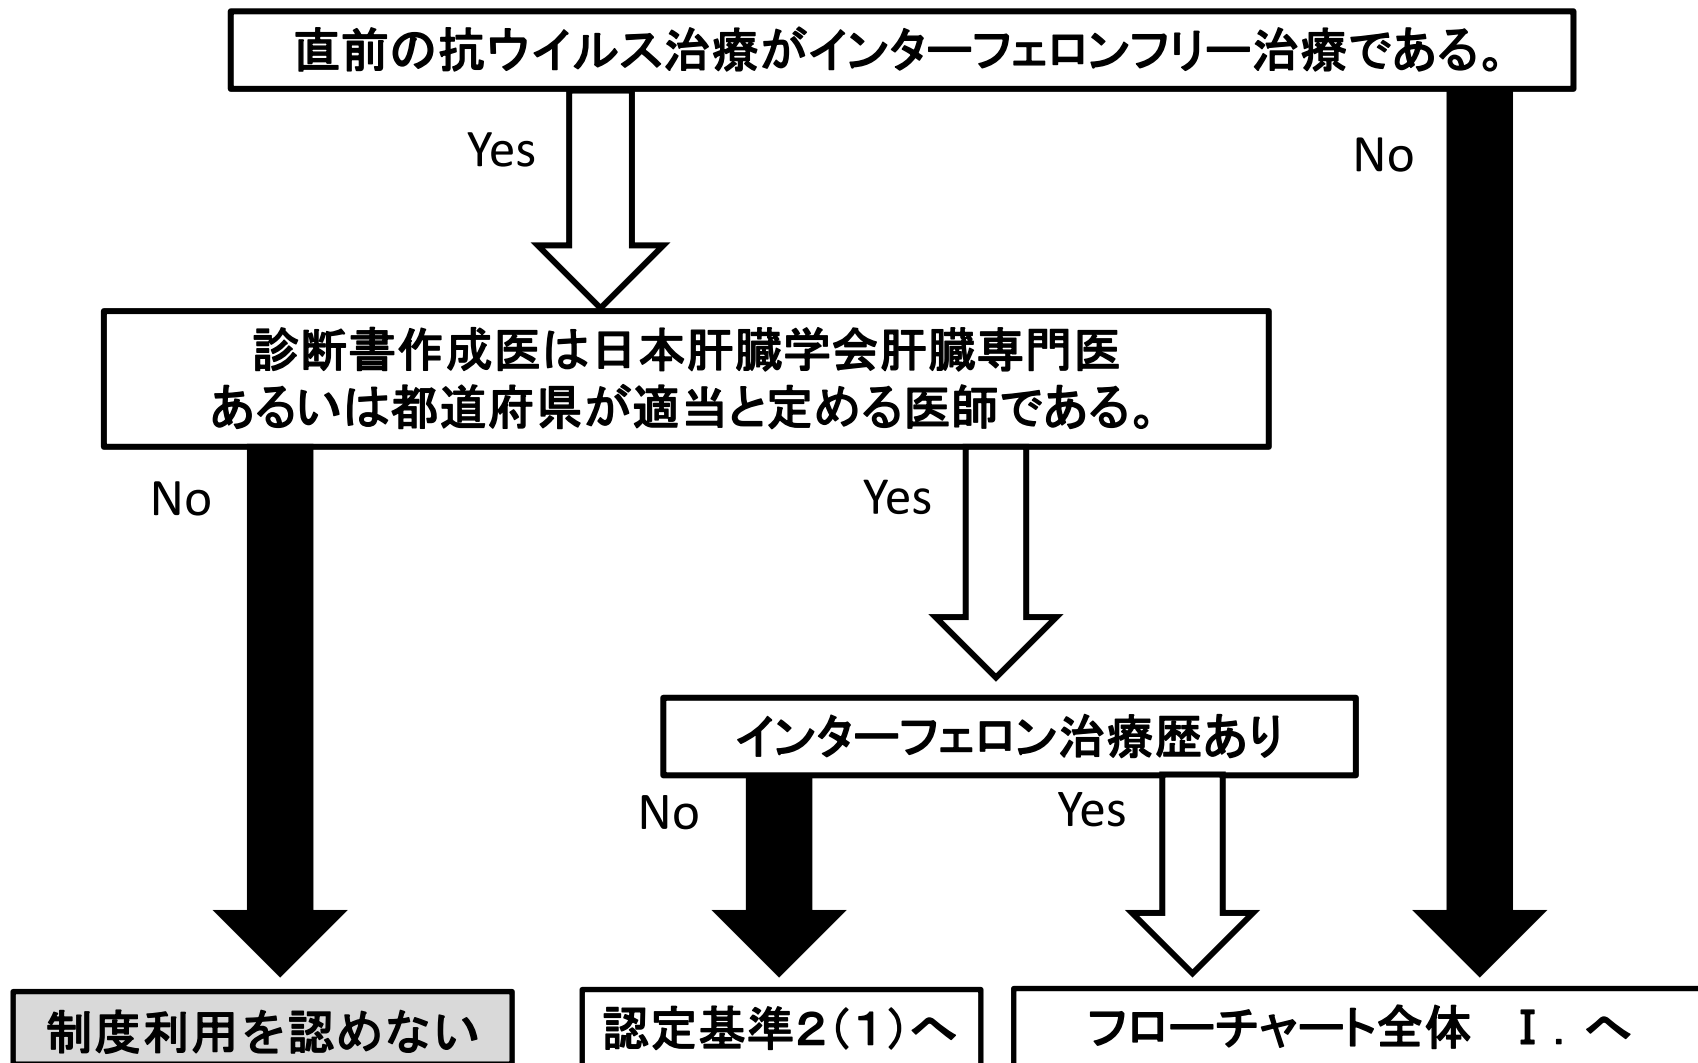 直前の抗ウイルス治療がインターフェロンフリー治療である。
Yes
No
診断書作成医は日本肝臓学会肝臓専門医
あるいは都道府県が適当と定める医師である。
No
Yes
インターフェロン治療歴あり
No
Yes
制度利用を認めない
認定基準２(１)へ
フローチャート全体　Ⅰ．へ